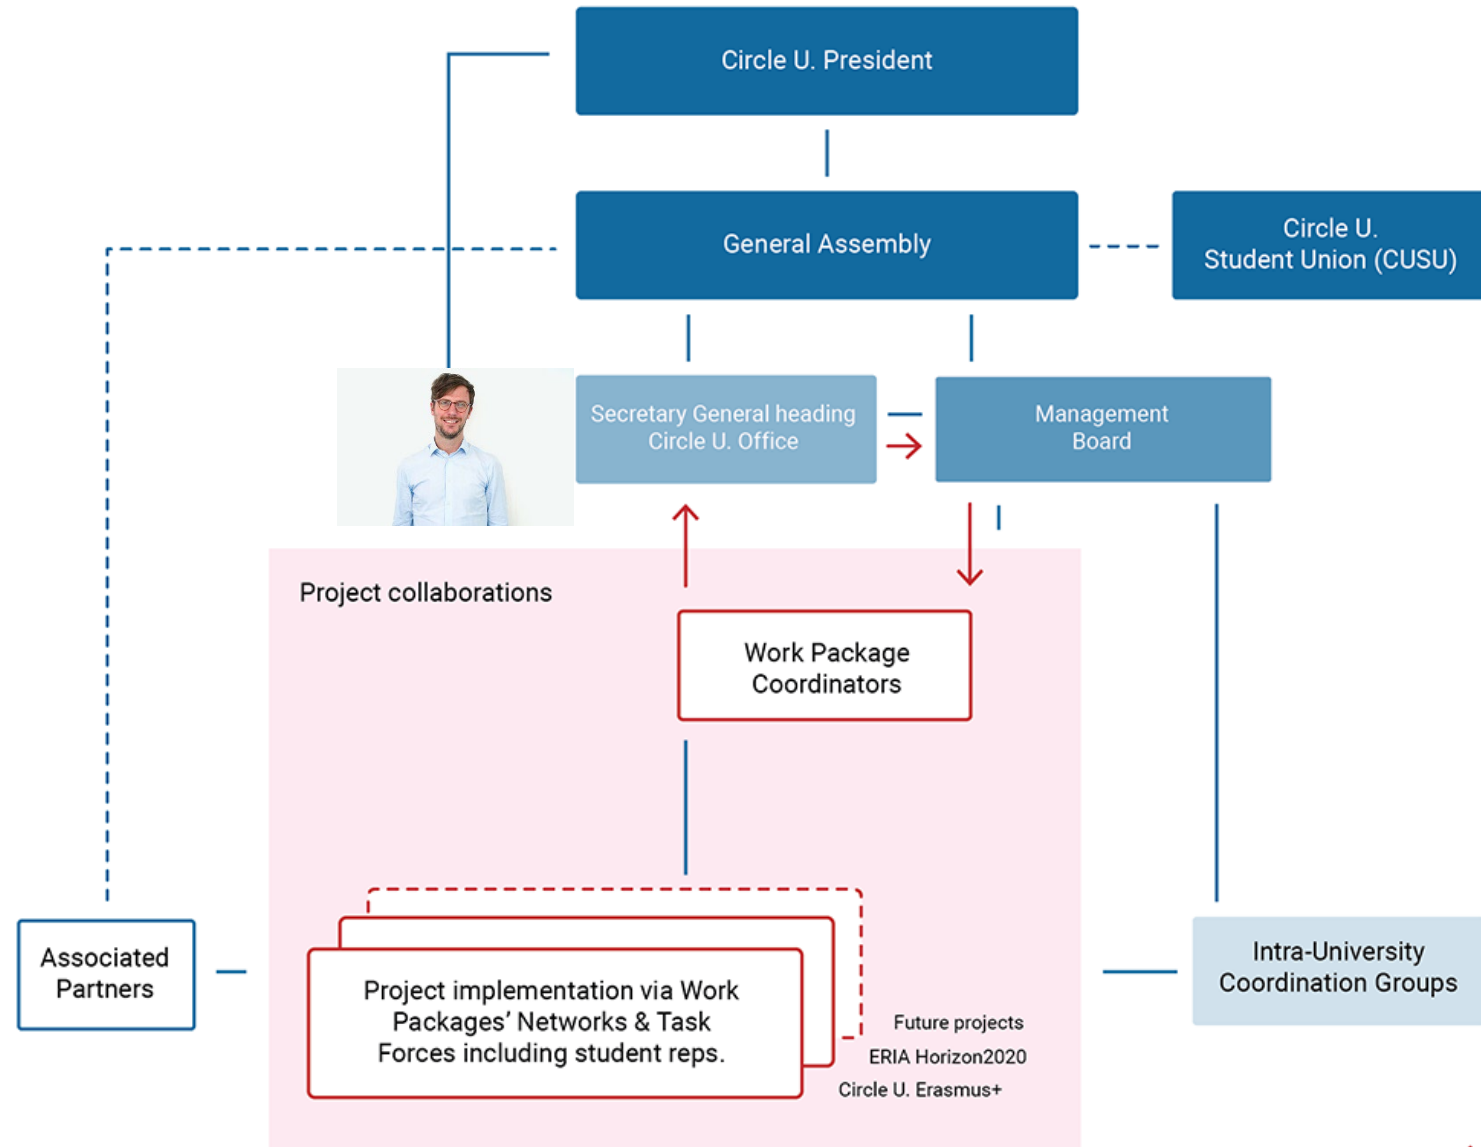 Circle U. President
General Assembly
Circle U.
Student Union (CUSU)
Secretary General heading
Circle U. Office
Management
Board
Project collaborations
Work Package
Coordinators
Associated
Partners
Project implementation via Work
Packages’ Networks & Task
Forces including student reps.
Future projects
ERIA Horizon2020
Circle U. Erasmus+
Intra-University
Coordination Groups